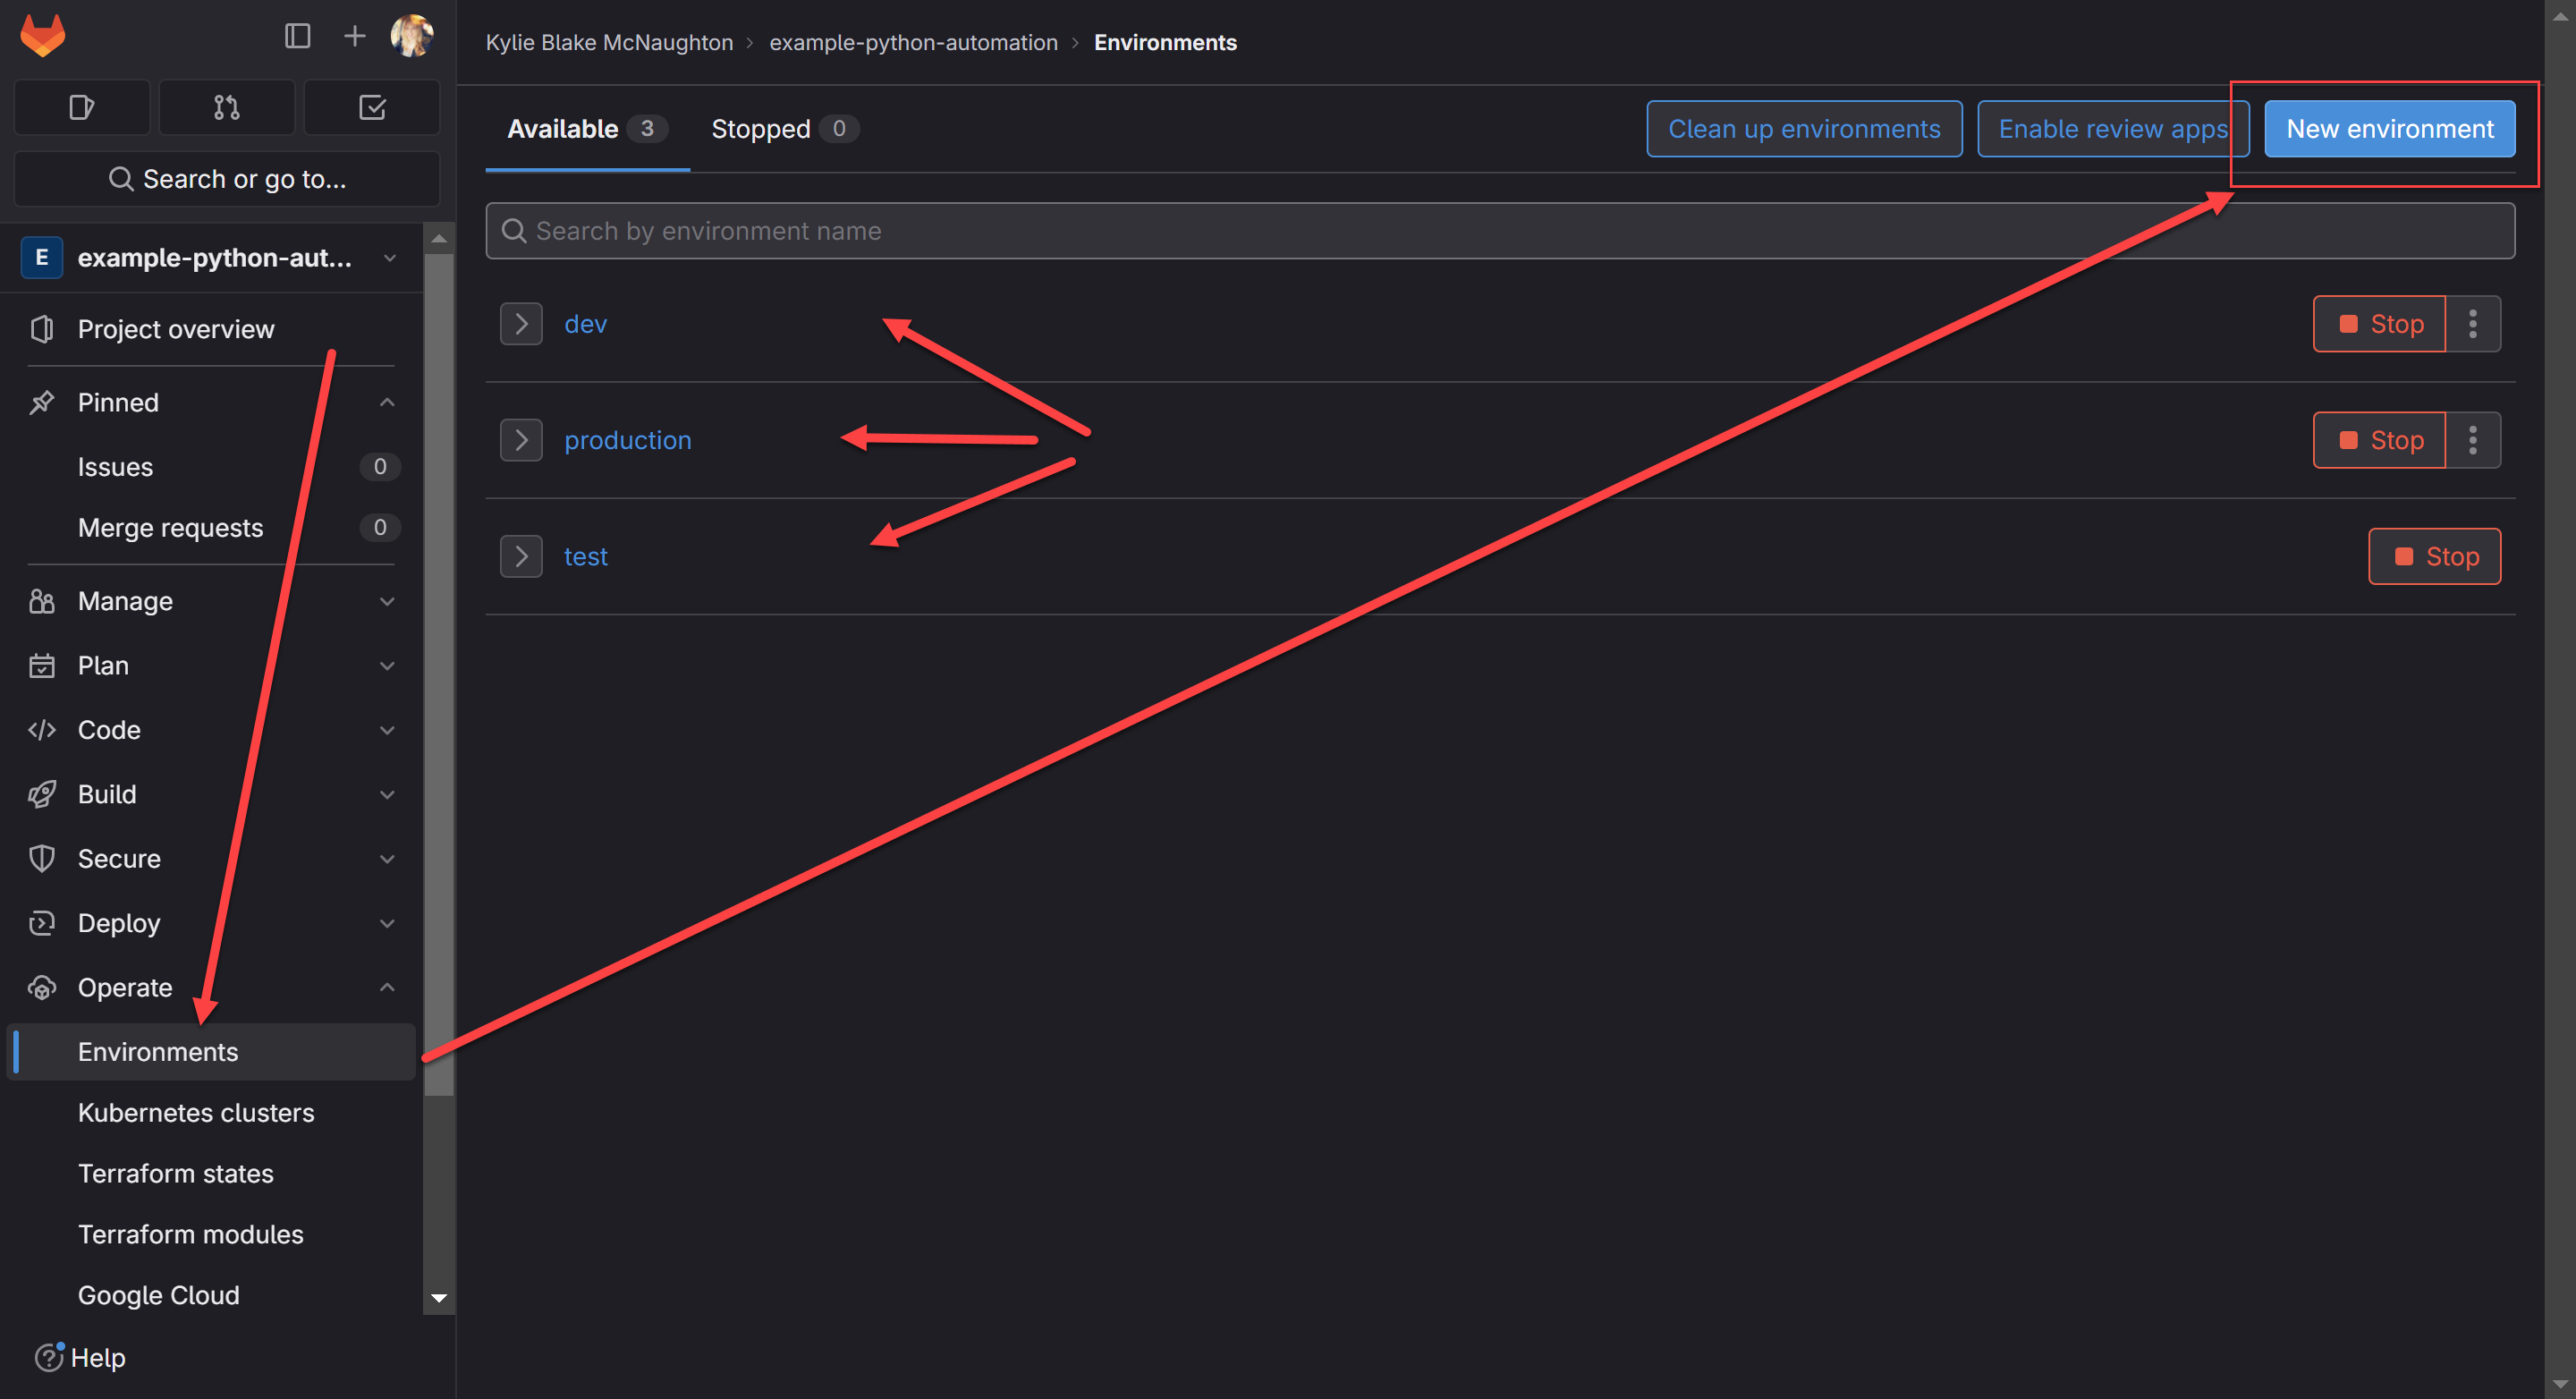 Kylie Blake McNaughton > example-python-automation > Environments
Search or go to...
E example-python-aut...
Project overview
Pinned
Issues 0
Merge requests 0
Manage
Plan
Code
Build
Secure
Deploy
Operate
Environments
Kubernetes clusters
Terraform states
Terraform modules
Google Cloud
Help
Available 3 Stopped 0 Clean up environments Enable review apps New environment
Search by environment name
dev Stop
production Stop
test Stop